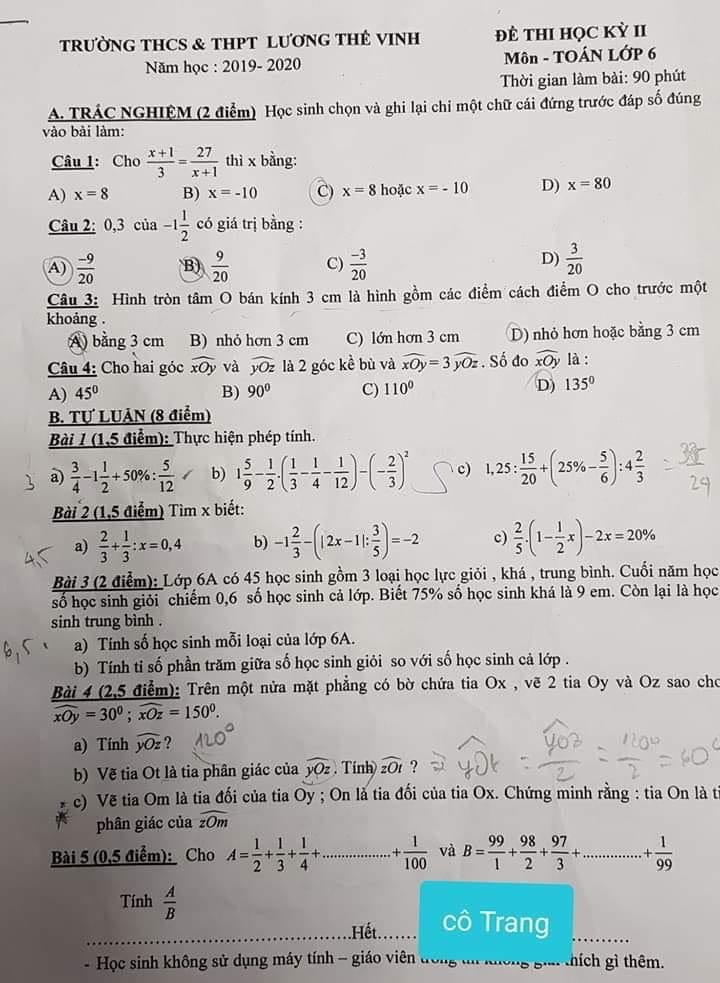 TRƯỜNG THCS & THPT LƯƠNG THẾ VINH
Năm học : 2019- 2020
ĐỀ THI HỌC KỲ II
Môn - TOÁN LỚP 6
Thời gian làm bài: 90 phút
A. TRẮC NGHIỆM (2 điểm) Học sinh chọn và ghi lại chỉ một chữ cái đứng trước đáp số đúng
vào bài làm:
Câu 1: Cho (x+1)/3 = 27/(x+1) thì x bằng:
A) x = 8 B) x = -10 C) x = 8 hoặc x = - 10 D) x = 80
Câu 2: 0,3 của -1 1/2 có giá trị bằng :
A) -9/20 B) 9/20 C) -3/20 D) 3/20
Câu 3: Hình tròn tâm O bán kính 3 cm là hình gồm các điểm cách điểm O cho trước một
khoảng .
A) bằng 3 cm B) nhỏ hơn 3 cm C) lớn hơn 3 cm D) nhỏ hơn hoặc bằng 3 cm
Câu 4: Cho hai góc xOy và yOz là 2 góc kề bù và xOy = 3 yOz . Số đo xOy là :
A) 45⁰ B) 90⁰ C) 110⁰ D) 135⁰
B. TỰ LUẬN (8 điểm)
Bài 1 (1,5 điểm): Thực hiện phép tính.
3 a) 3/4 - 1 1/2 + 50% : 5/12 b) 1 5/9 - 1/2 . (1/3 - 1/4 - 1/12) - (-2/3)² c) 1,25 : 15/20 + (25% - 5/6) : 4 2/3
Bài 2 (1,5 điểm) Tìm x biết:
4,5 a) 2/3 + 1/3 : x = 0,4 b) -1 2/3 - (|2x - 1| : 3/5) = -2 c) 2/5 . (1 - 1/2 x) - 2x = 20%
Bài 3 (2 điểm): Lớp 6A có 45 học sinh gồm 3 loại học lực giỏi , khá , trung bình. Cuối năm học
số học sinh giỏi chiếm 0,6 số học sinh cả lớp. Biết 75% số học sinh khá là 9 em. Còn lại là học
sinh trung bình .
6,5 a) Tính số học sinh mỗi loại của lớp 6A.
b) Tính tỉ số phần trăm giữa số học sinh giỏi so với số học sinh cả lớp .
Bài 4 (2,5 điểm): Trên một nửa mặt phẳng có bờ chứa tia Ox , vẽ 2 tia Oy và Oz sao cho
xOy = 30⁰ ; xOz = 150⁰.
a) Tính yOz ? 120⁰
b) Vẽ tia Ot là tia phân giác của yOz . Tính zOt ? => yOt = yOz/2 = 120⁰/2 = 60⁰
c) Vẽ tia Om là tia đối của tia Oy ; On là tia đối của tia Ox. Chứng minh rằng : tia On là
phân giác của zOm
Bài 5 (0,5 điểm): Cho A = 1/2 + 1/3 + 1/4 + .................... + 1/100 và B = 99/1 + 98/2 + 97/3 + .............. + 1/99
Tính A/B
.......................................Hết.......
cô Trang
- Học sinh không sử dụng máy tính – giáo viên thích gì thêm.